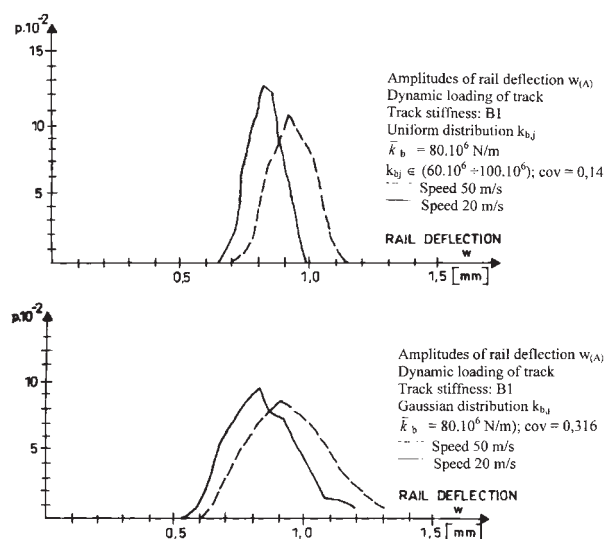 p.10⁻²
15
10
5
0,5
1,0
1,5 [mm]
RAIL DEFLECTION
w
Amplitudes of rail deflection w(A)
Dynamic loading of track
Track stiffness: B1
Uniform distribution kb,j
k̄ b = 80.10⁶ N/m
kbj ∈ (60.10⁶ ÷100.10⁶); cov = 0,14
Speed 50 m/s
Speed 20 m/s
p.10⁻²
10
5
0,5
1,0
1,5 [mm]
RAIL DEFLECTION
w
Amplitudes of rail deflection w(A)
Dynamic loading of track
Track stiffness: B1
Gaussian distribution kb,j
k̄ b = 80.10⁶ N/m); cov = 0,316
Speed 50 m/s
Speed 20 m/s